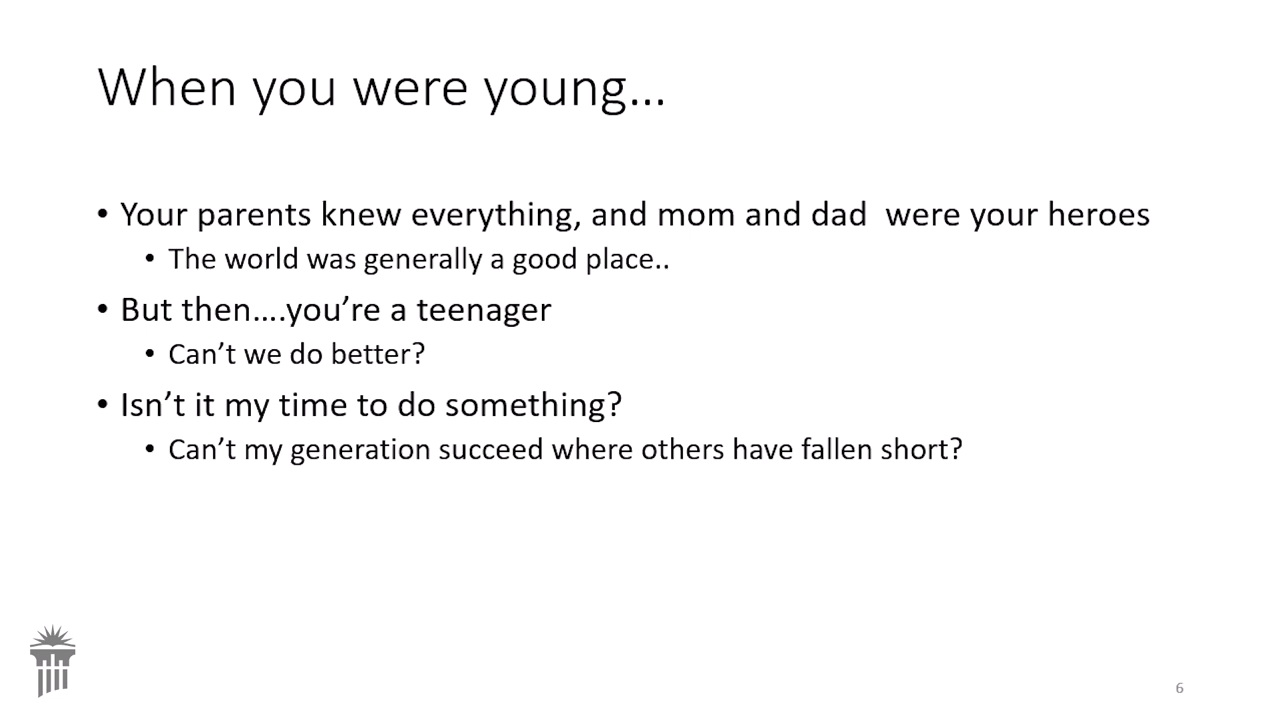 When you were young...
• Your parents knew everything, and mom and dad  were your heroes
• The world was generally a good place..
• But then....you’re a teenager
• Can’t we do better?
• Isn’t it my time to do something?
• Can’t my generation succeed where others have fallen short?
6